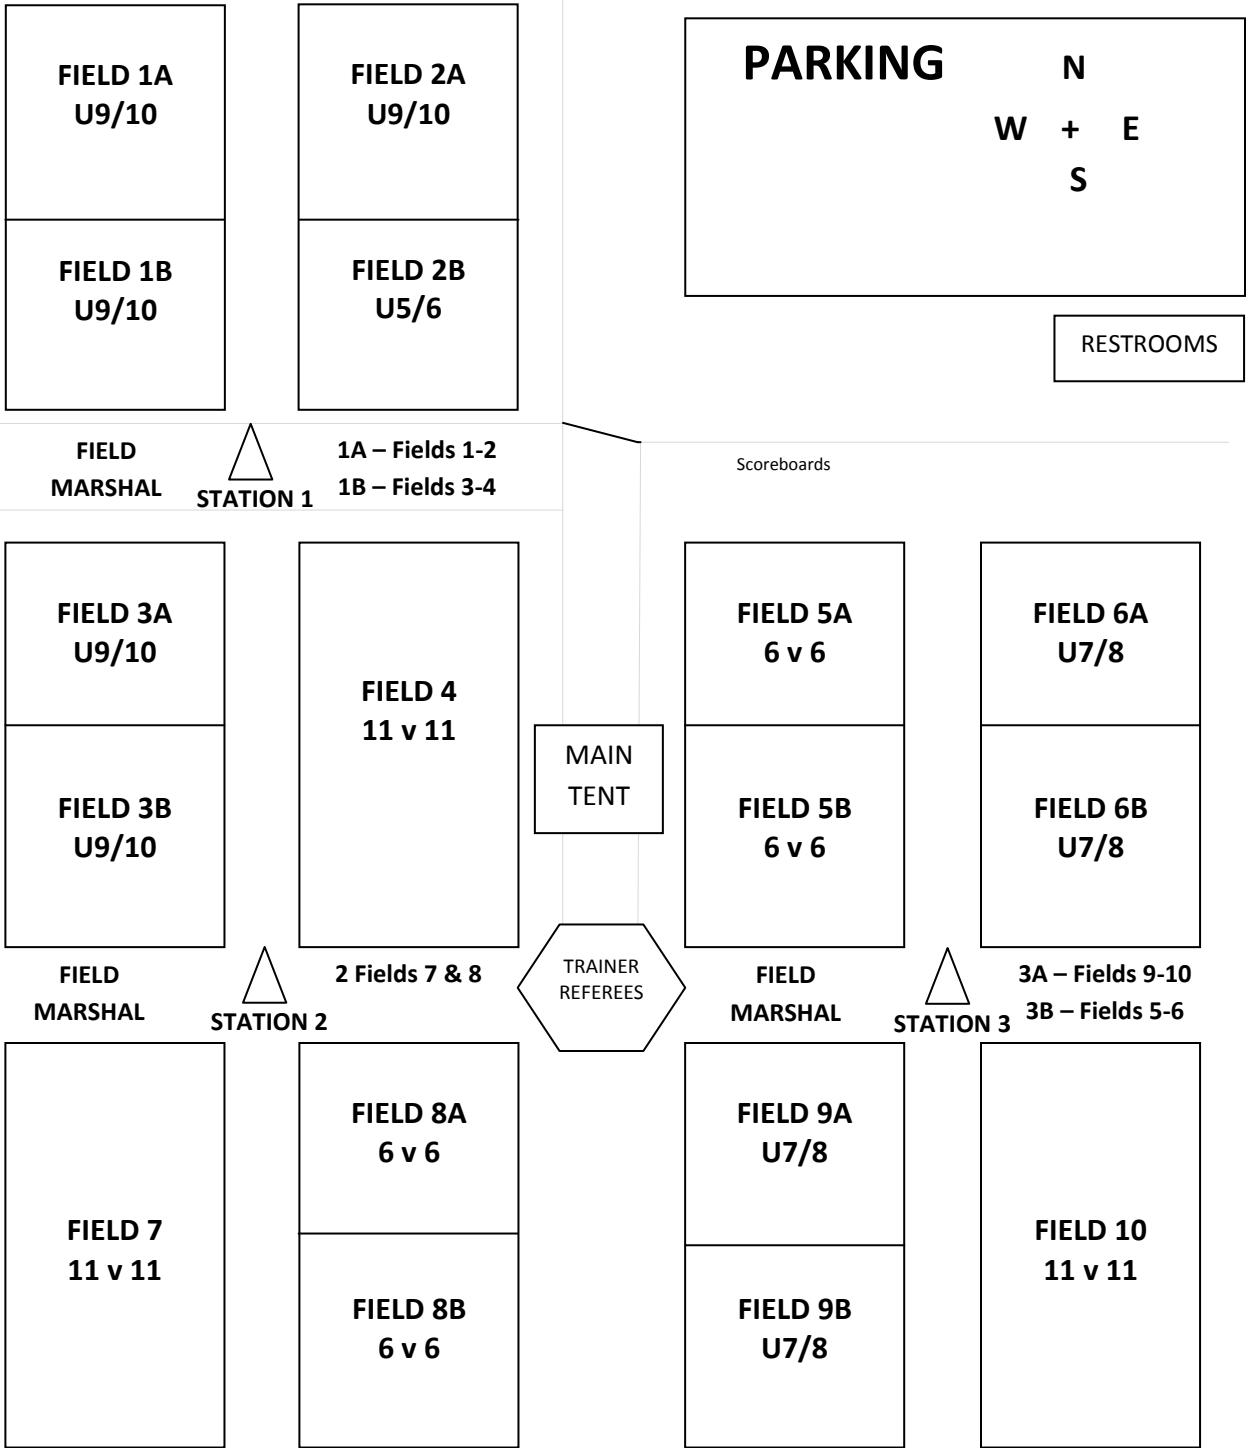 FIELD 1A
U9/10
FIELD 2A
U9/10
PARKING
N
W + E
S
FIELD 1B
U9/10
FIELD 2B
U5/6
RESTROOMS
FIELD
MARSHAL
STATION 1
1A – Fields 1-2
1B – Fields 3-4
Scoreboards
FIELD 3A
U9/10
FIELD 4
11 v 11
FIELD 5A
6 v 6
FIELD 6A
U7/8
MAIN
TENT
FIELD 3B
U9/10
FIELD 5B
6 v 6
FIELD 6B
U7/8
FIELD
MARSHAL
STATION 2
2 Fields 7 & 8
TRAINER
REFEREES
FIELD
MARSHAL
STATION 3
3A – Fields 9-10
3B – Fields 5-6
FIELD 7
11 v 11
FIELD 8A
6 v 6
FIELD 9A
U7/8
FIELD 10
11 v 11
FIELD 8B
6 v 6
FIELD 9B
U7/8